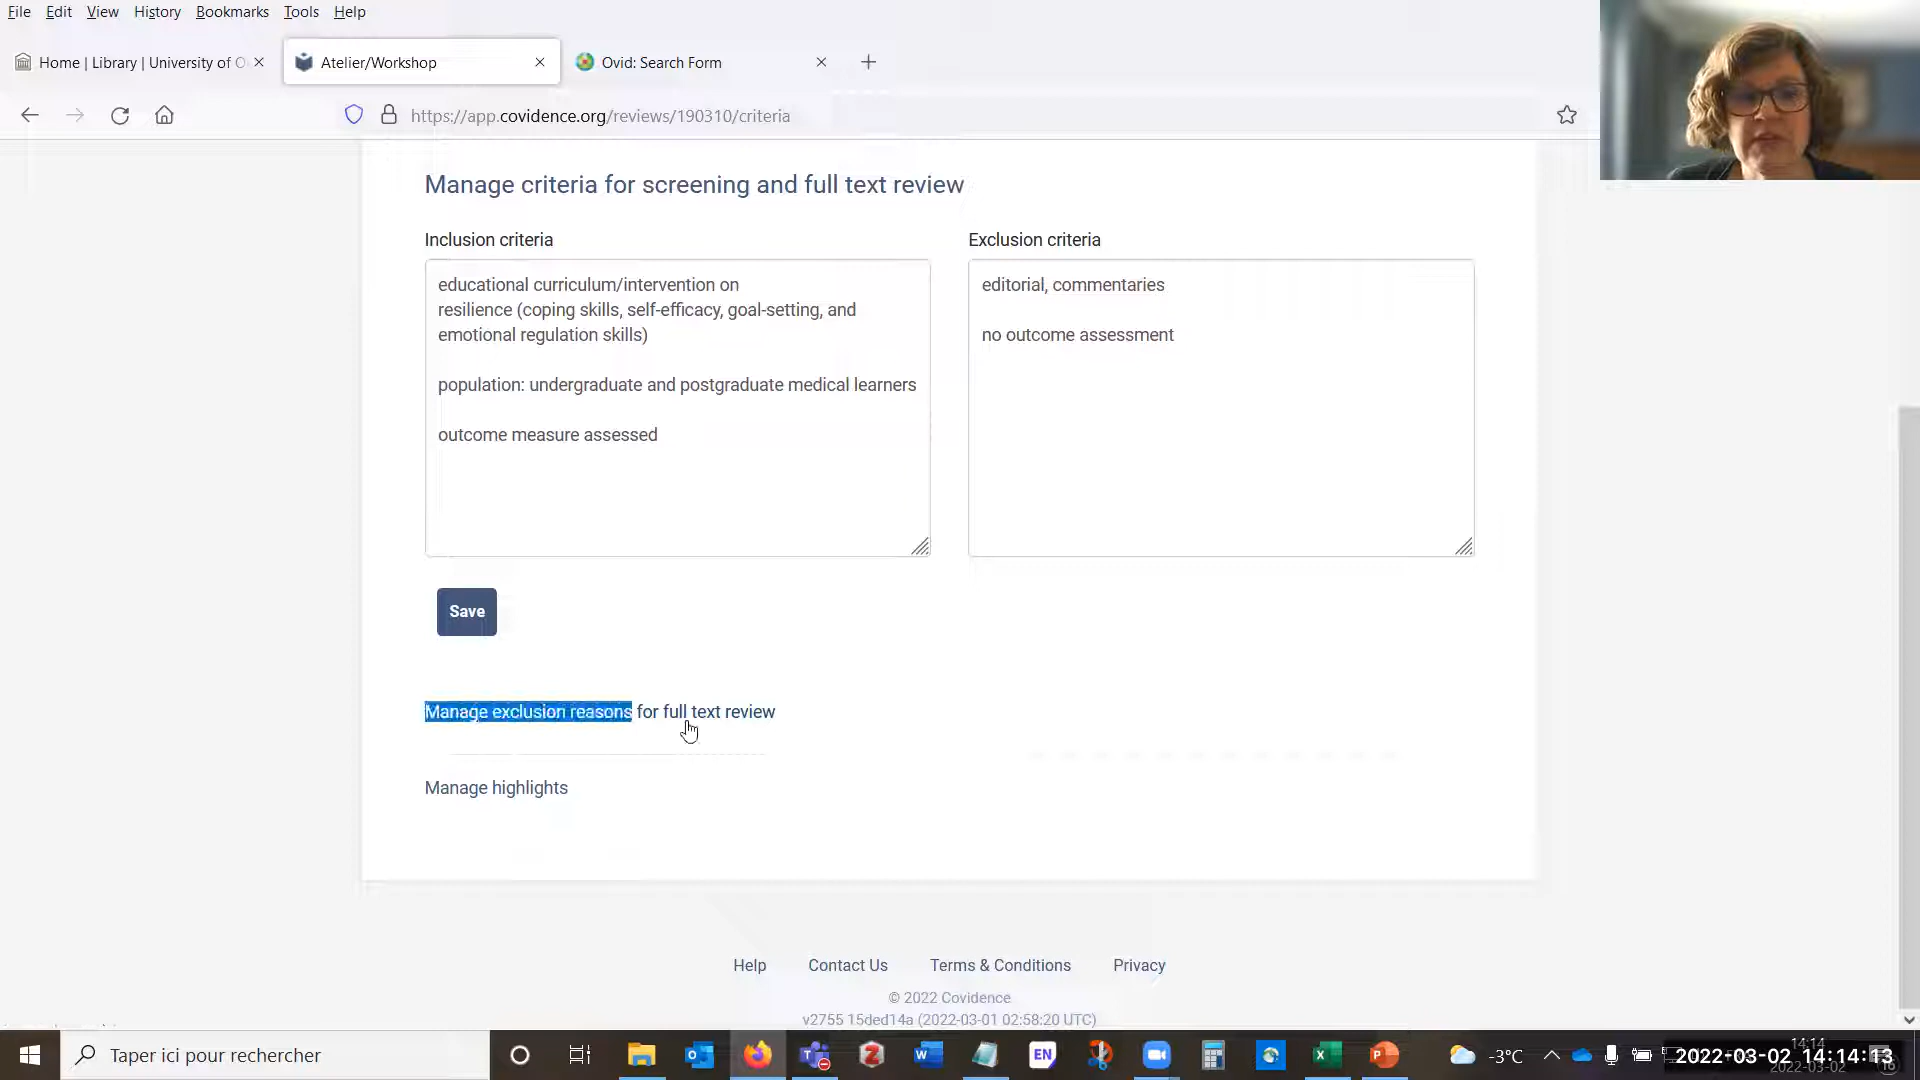 File Edit View History Bookmarks Tools Help
Home | Library | University of O
Atelier/Workshop
Ovid: Search Form
https://app.covidence.org/reviews/190310/criteria
Manage criteria for screening and full text review
Inclusion criteria
educational curriculum/intervention on
resilience (coping skills, self-efficacy, goal-setting, and
emotional regulation skills)
population: undergraduate and postgraduate medical learners
outcome measure assessed
Exclusion criteria
editorial, commentaries
no outcome assessment
Save
Manage exclusion reasons for full text review
Manage highlights
Help Contact Us Terms & Conditions Privacy
© 2022 Covidence
v2755 15ded14a (2022-03-01 02:58:20 UTC)
Taper ici pour rechercher
EN
-3°C
14:14
2022-03-02 14:14:13
2022-03-02